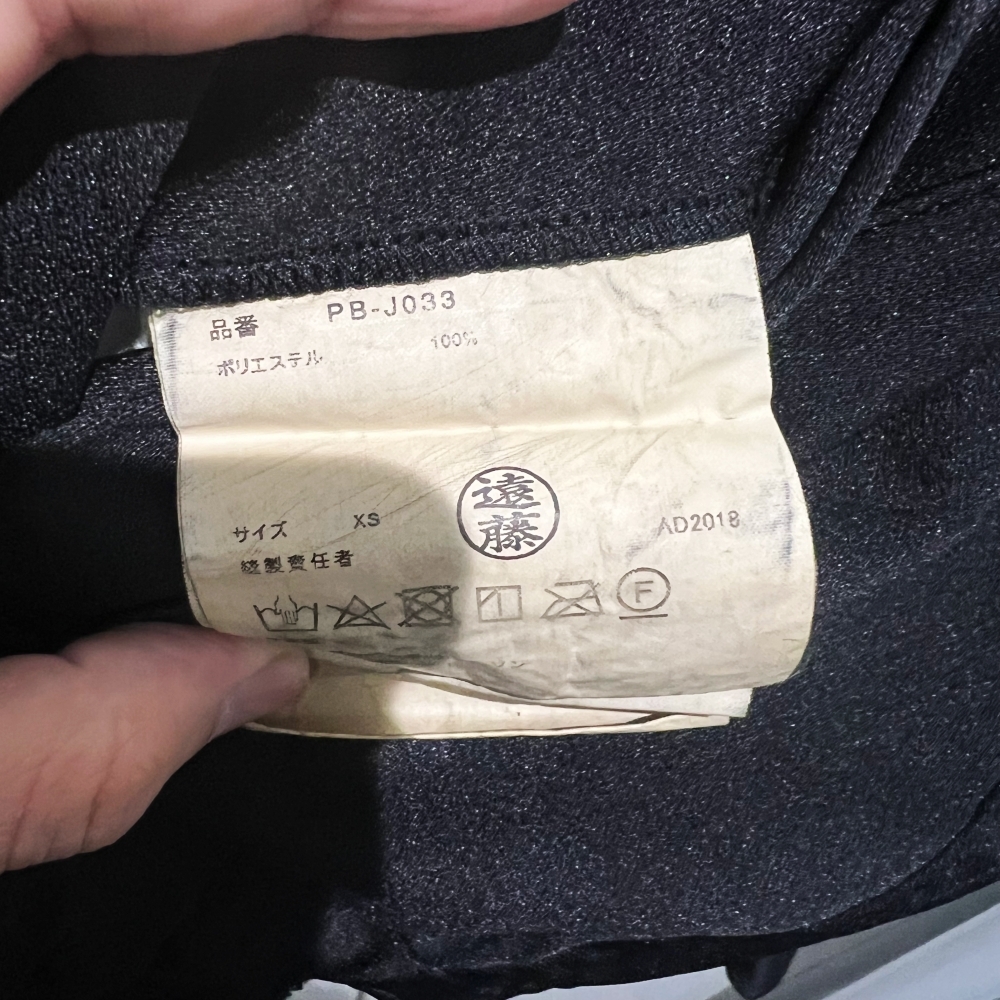 品番 PB-J033
ポリエステル 100%
遠藤
サイズ XS AD2018
縫製責任者
F